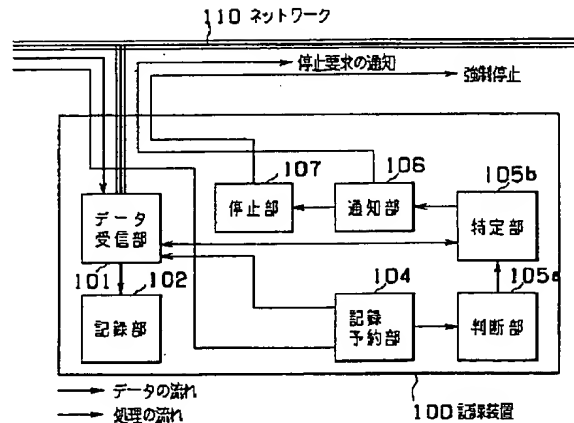 110 ネットワーク
停止要求の通知
強制停止
107
106
105b
停止部
通知部
特定部
データ
受信部
101
102
104
105a
記録部
記録
予約部
判断部
データの流れ
処理の流れ
100 記録装置